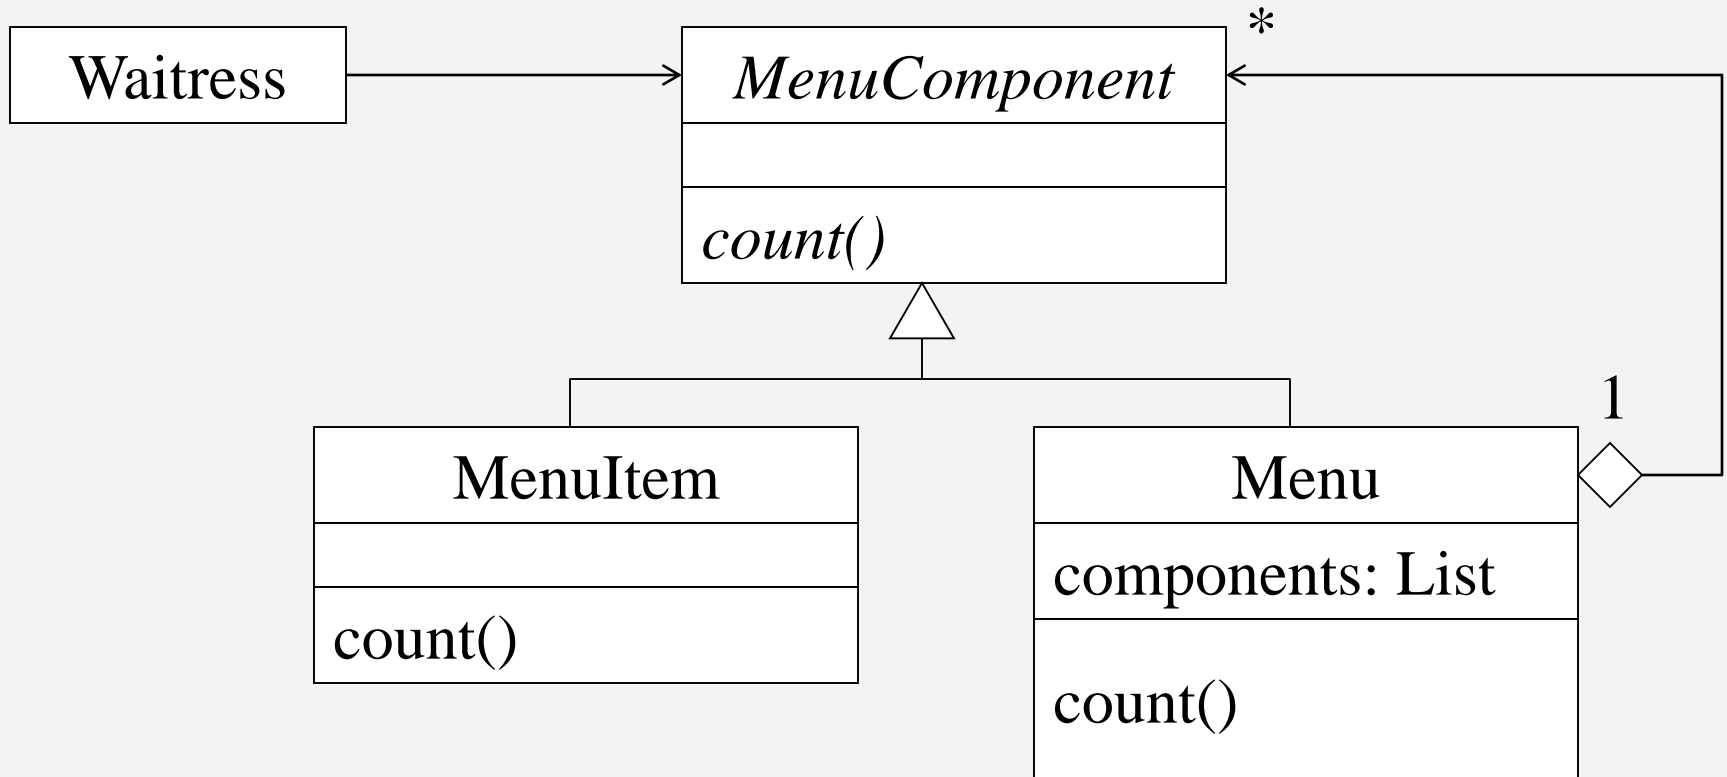 Waitress
MenuComponent
*
count()
1
MenuItem
count()
Menu
components: List
count()